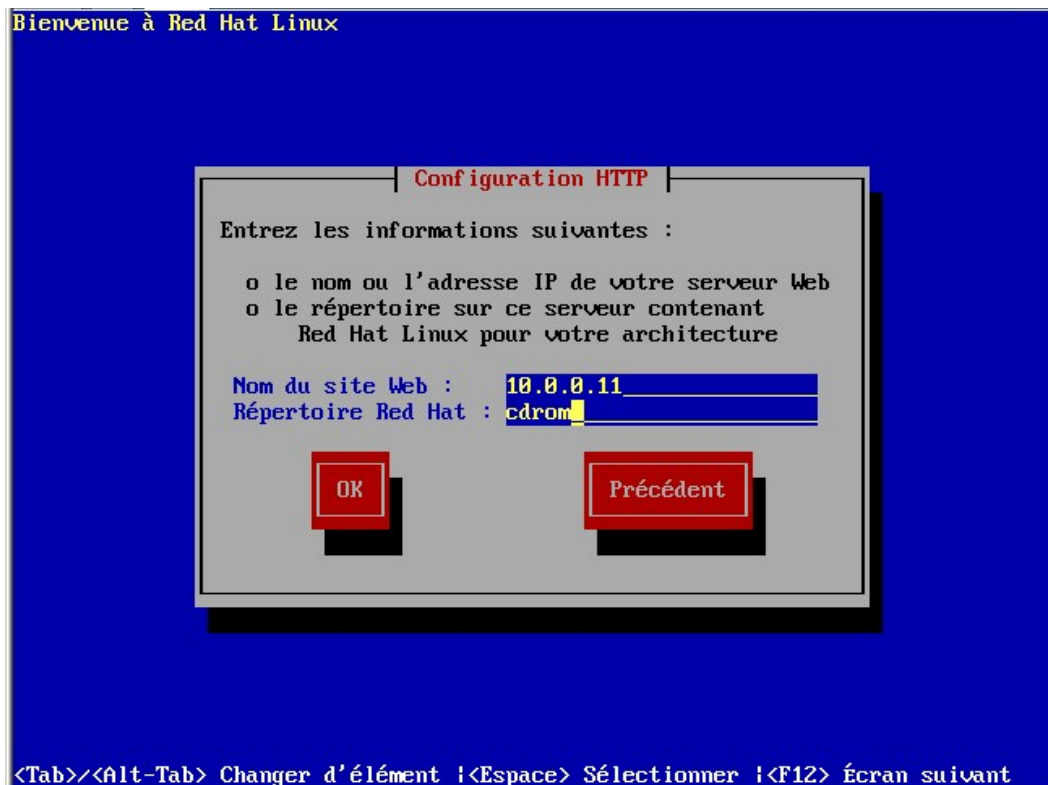 Bienvenue à Red Hat Linux
Configuration HTTP
Entrez les informations suivantes :
o le nom ou l'adresse IP de votre serveur Web
o le répertoire sur ce serveur contenant
Red Hat Linux pour votre architecture
Nom du site Web : 10.0.0.11
Répertoire Red Hat : cdrom
OK Précédent
<Tab>/<Alt-Tab> Changer d'élément |<Espace> Sélectionner |<F12> Écran suivant